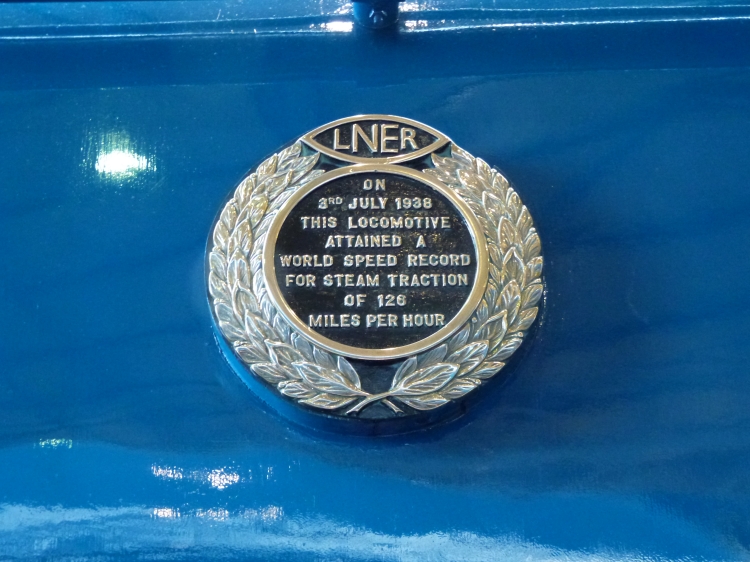 LNER
ON
3RD JULY 1938
THIS LOCOMOTIVE
ATTAINED A
WORLD SPEED RECORD
FOR STEAM TRACTION
OF 126
MILES PER HOUR